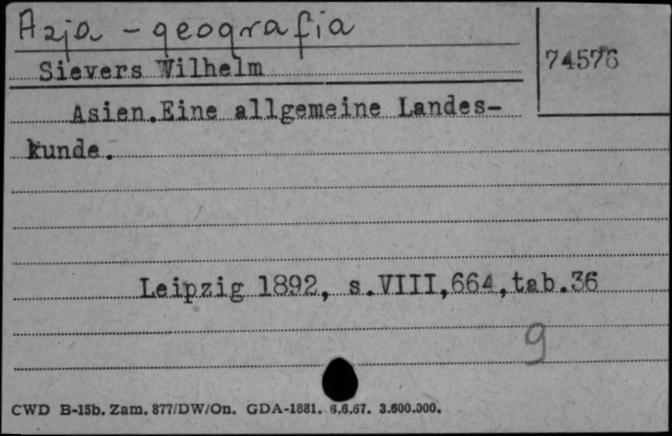 Azja - geografia
74576
Sievers Wilhelm
Asien.Eine allgemeine Landes-
kunde.
Leipzig 1892, s.VIII,664,tab.36
g
CWD B-15b. Zam. 877/DW/On. GDA-1881. 6.6.67. 3.600.000.